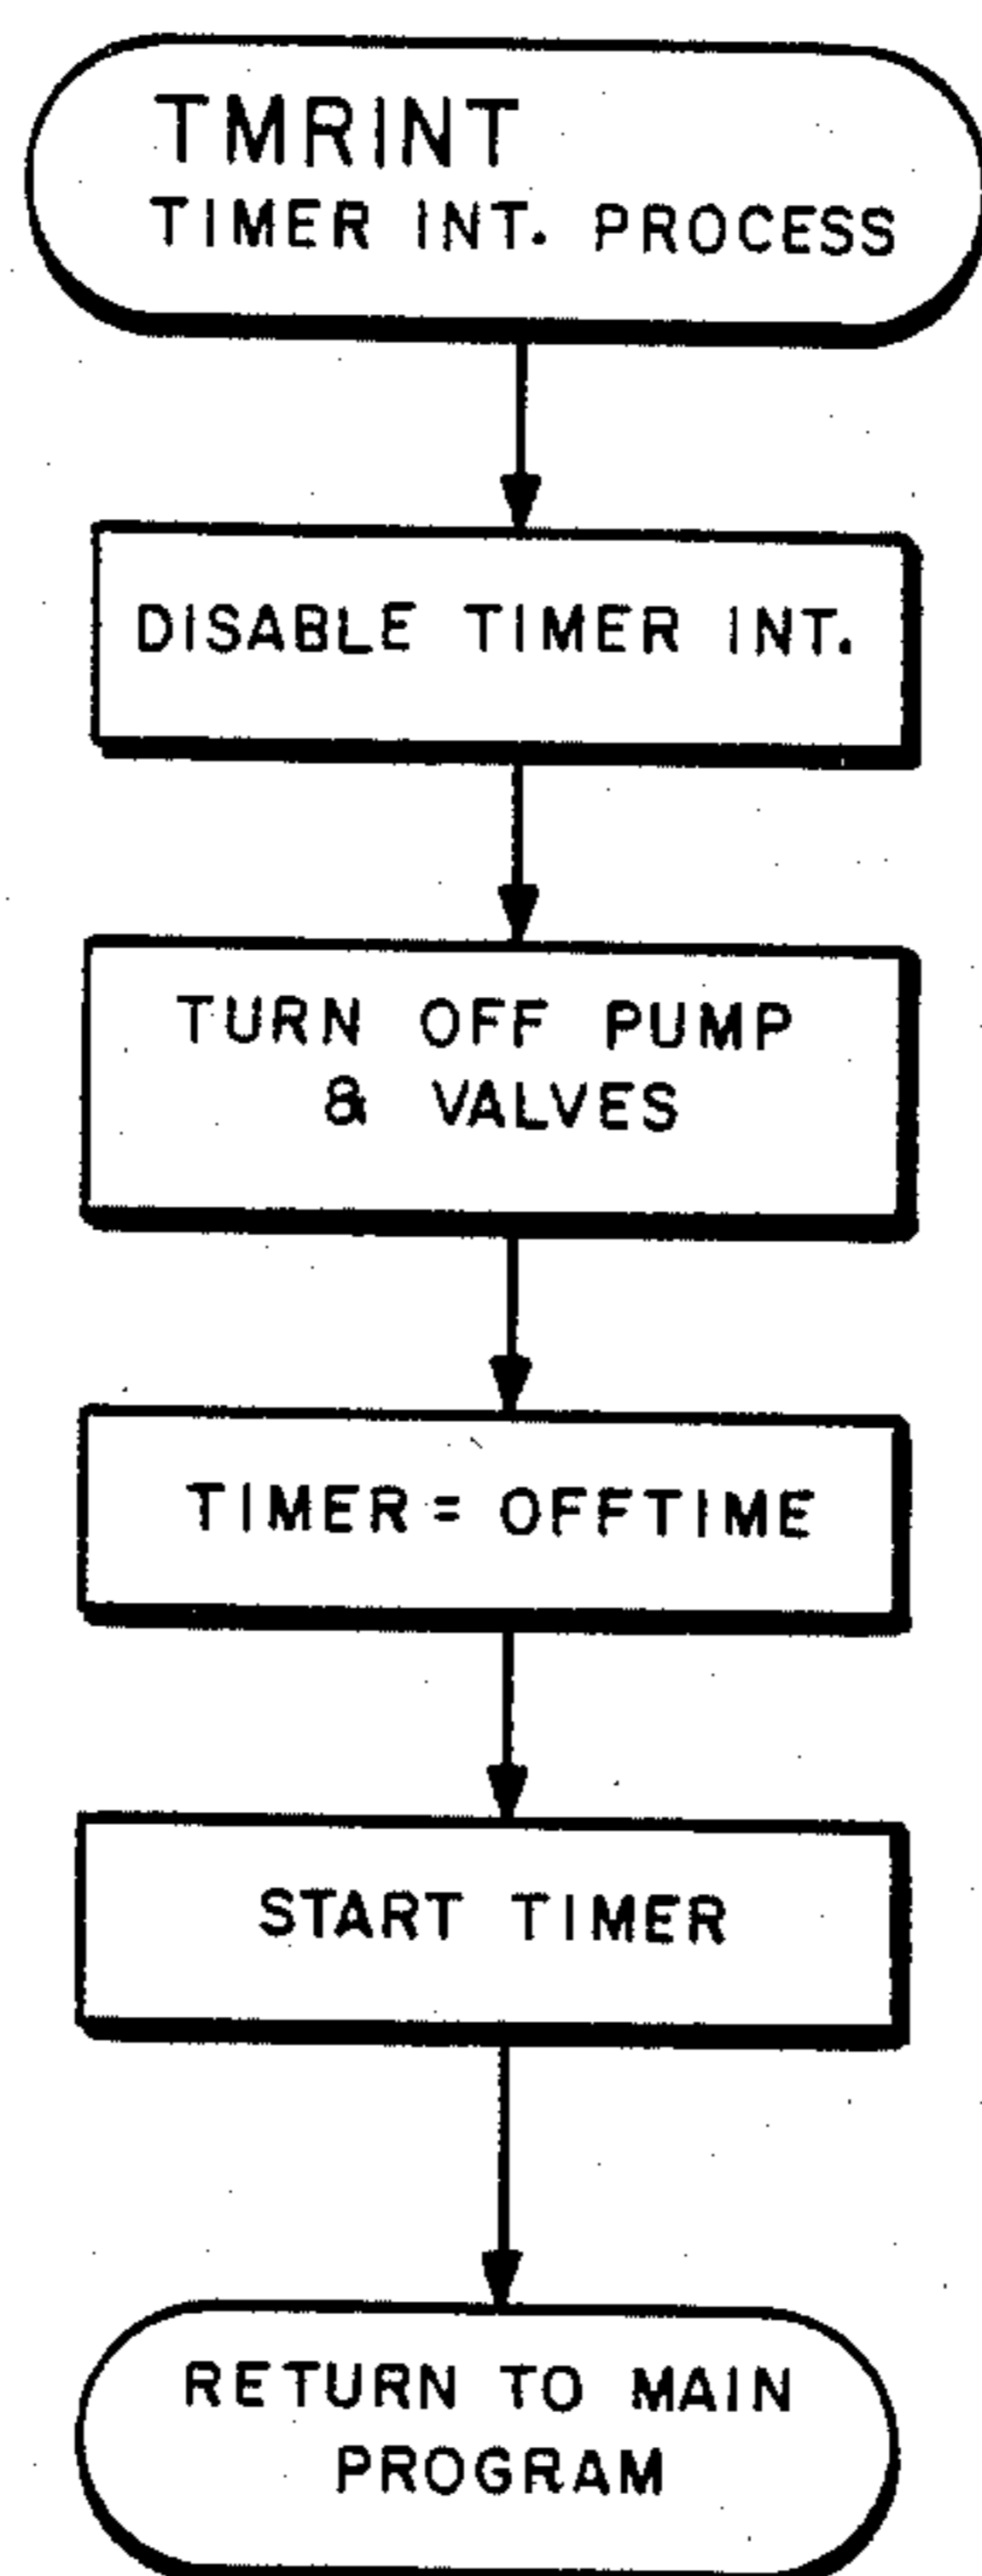 TMRINT
TIMER INT. PROCESS
DISABLE TIMER INT.
TURN OFF PUMP
& VALVES
TIMER = OFFTIME
START TIMER
RETURN TO MAIN
PROGRAM